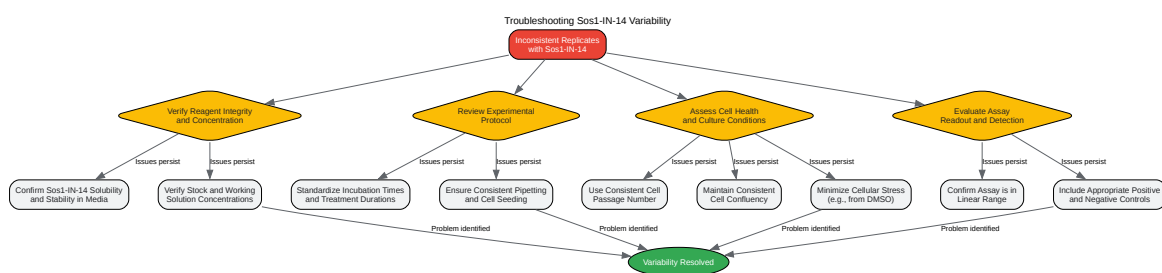 Troubleshooting Sos1-IN-14 Variability
Inconsistent Replicates
with Sos1-IN-14
Verify Reagent Integrity
and Concentration
Review Experimental
Protocol
Assess Cell Health
and Culture Conditions
Evaluate Assay
Readout and Detection
Issues persist
Issues persist
Issues persist
Issues persist
Issues persist
Issues persist
Issues persist
Issues persist
Issues persist
Confirm Sos1-IN-14 Solubility
and Stability in Media
Verify Stock and Working
Solution Concentrations
Standardize Incubation Times
and Treatment Durations
Ensure Consistent Pipetting
and Cell Seeding
Use Consistent Cell
Passage Number
Maintain Consistent
Cell Confluency
Minimize Cellular Stress
(e.g., from DMSO)
Confirm Assay is in
Linear Range
Include Appropriate Positive
and Negative Controls
Problem identified
Problem identified
Problem identified
Problem identified
Variability Resolved